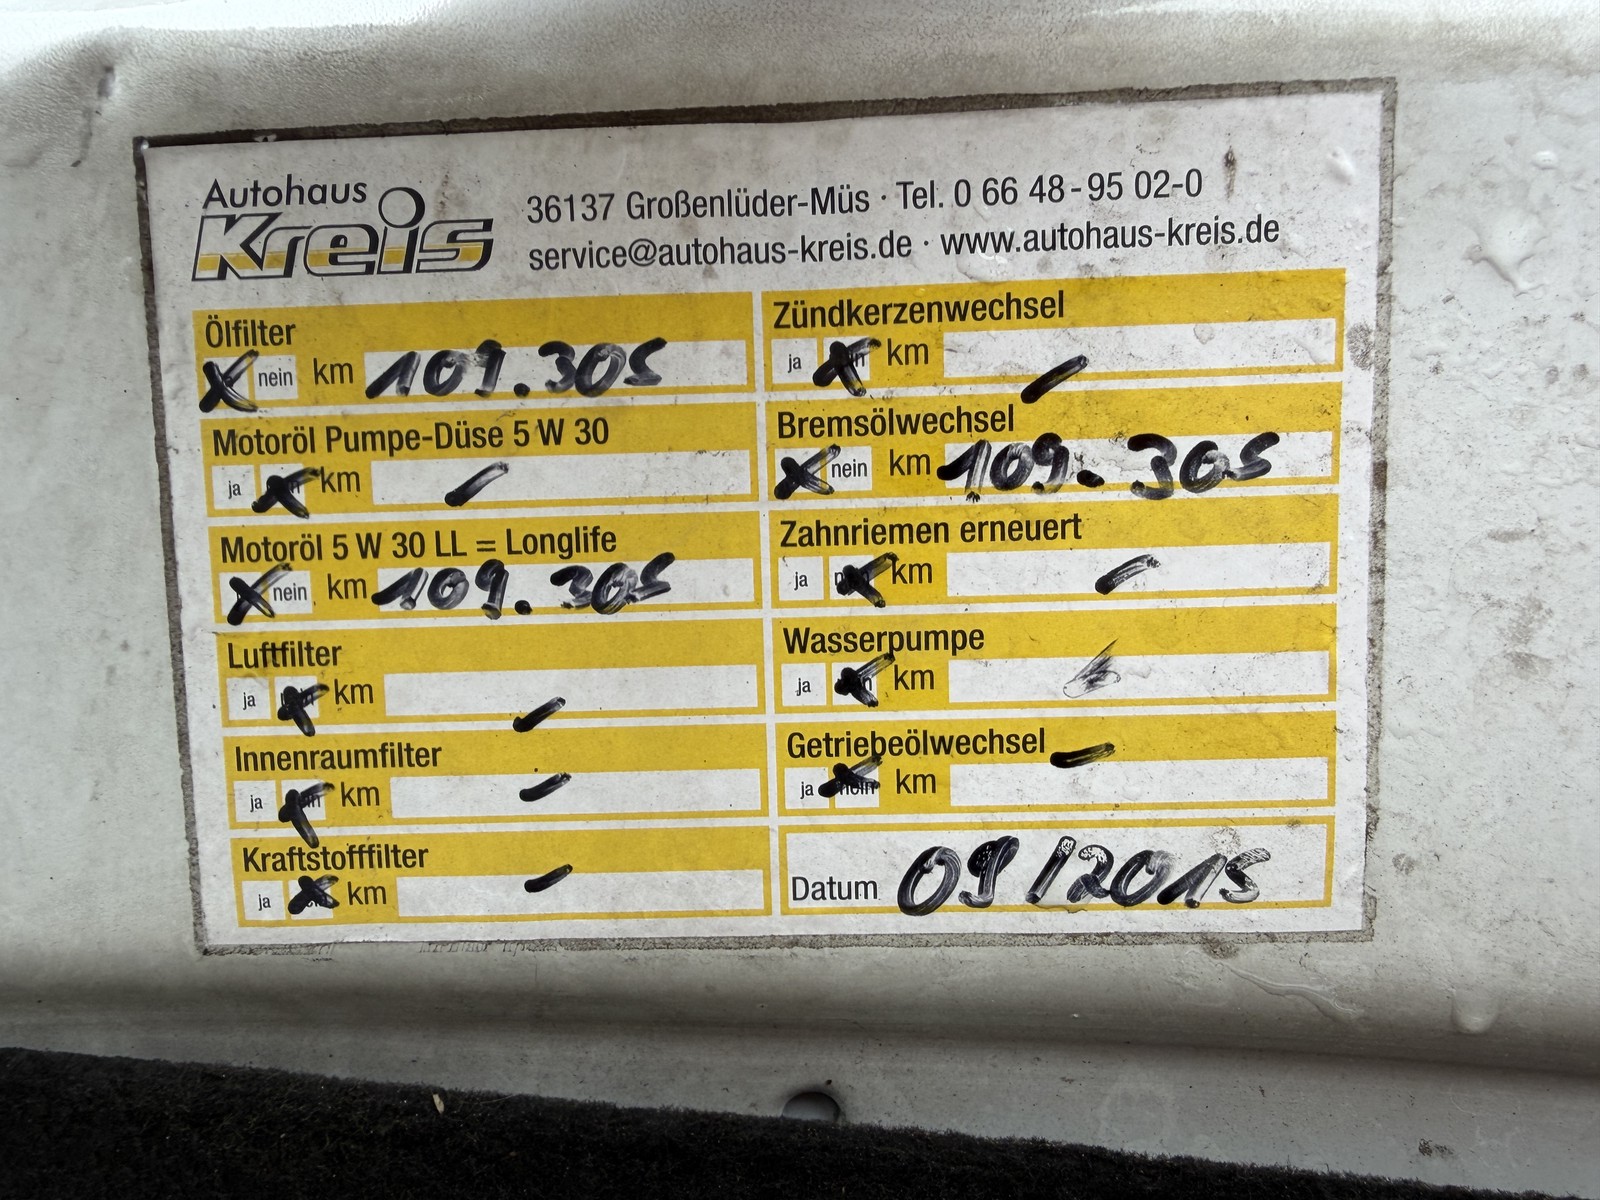 Autohaus
Kreis
36137 Großenlüder-Müs · Tel. 0 66 48 - 95 02-0
service@autohaus-kreis.de · www.autohaus-kreis.de
Ölfilter
nein km 109.305
Motoröl Pumpe-Düse 5 W 30
ja km
Motoröl 5 W 30 LL = Longlife
nein km 109.305
Luftfilter
ja km
Innenraumfilter
ja km
Kraftstofffilter
ja km
Zündkerzenwechsel
ja km
Bremsölwechsel
nein km 109.305
Zahnriemen erneuert
ja km
Wasserpumpe
ja km
Getriebeölwechsel
ja nein km
Datum 09/2015